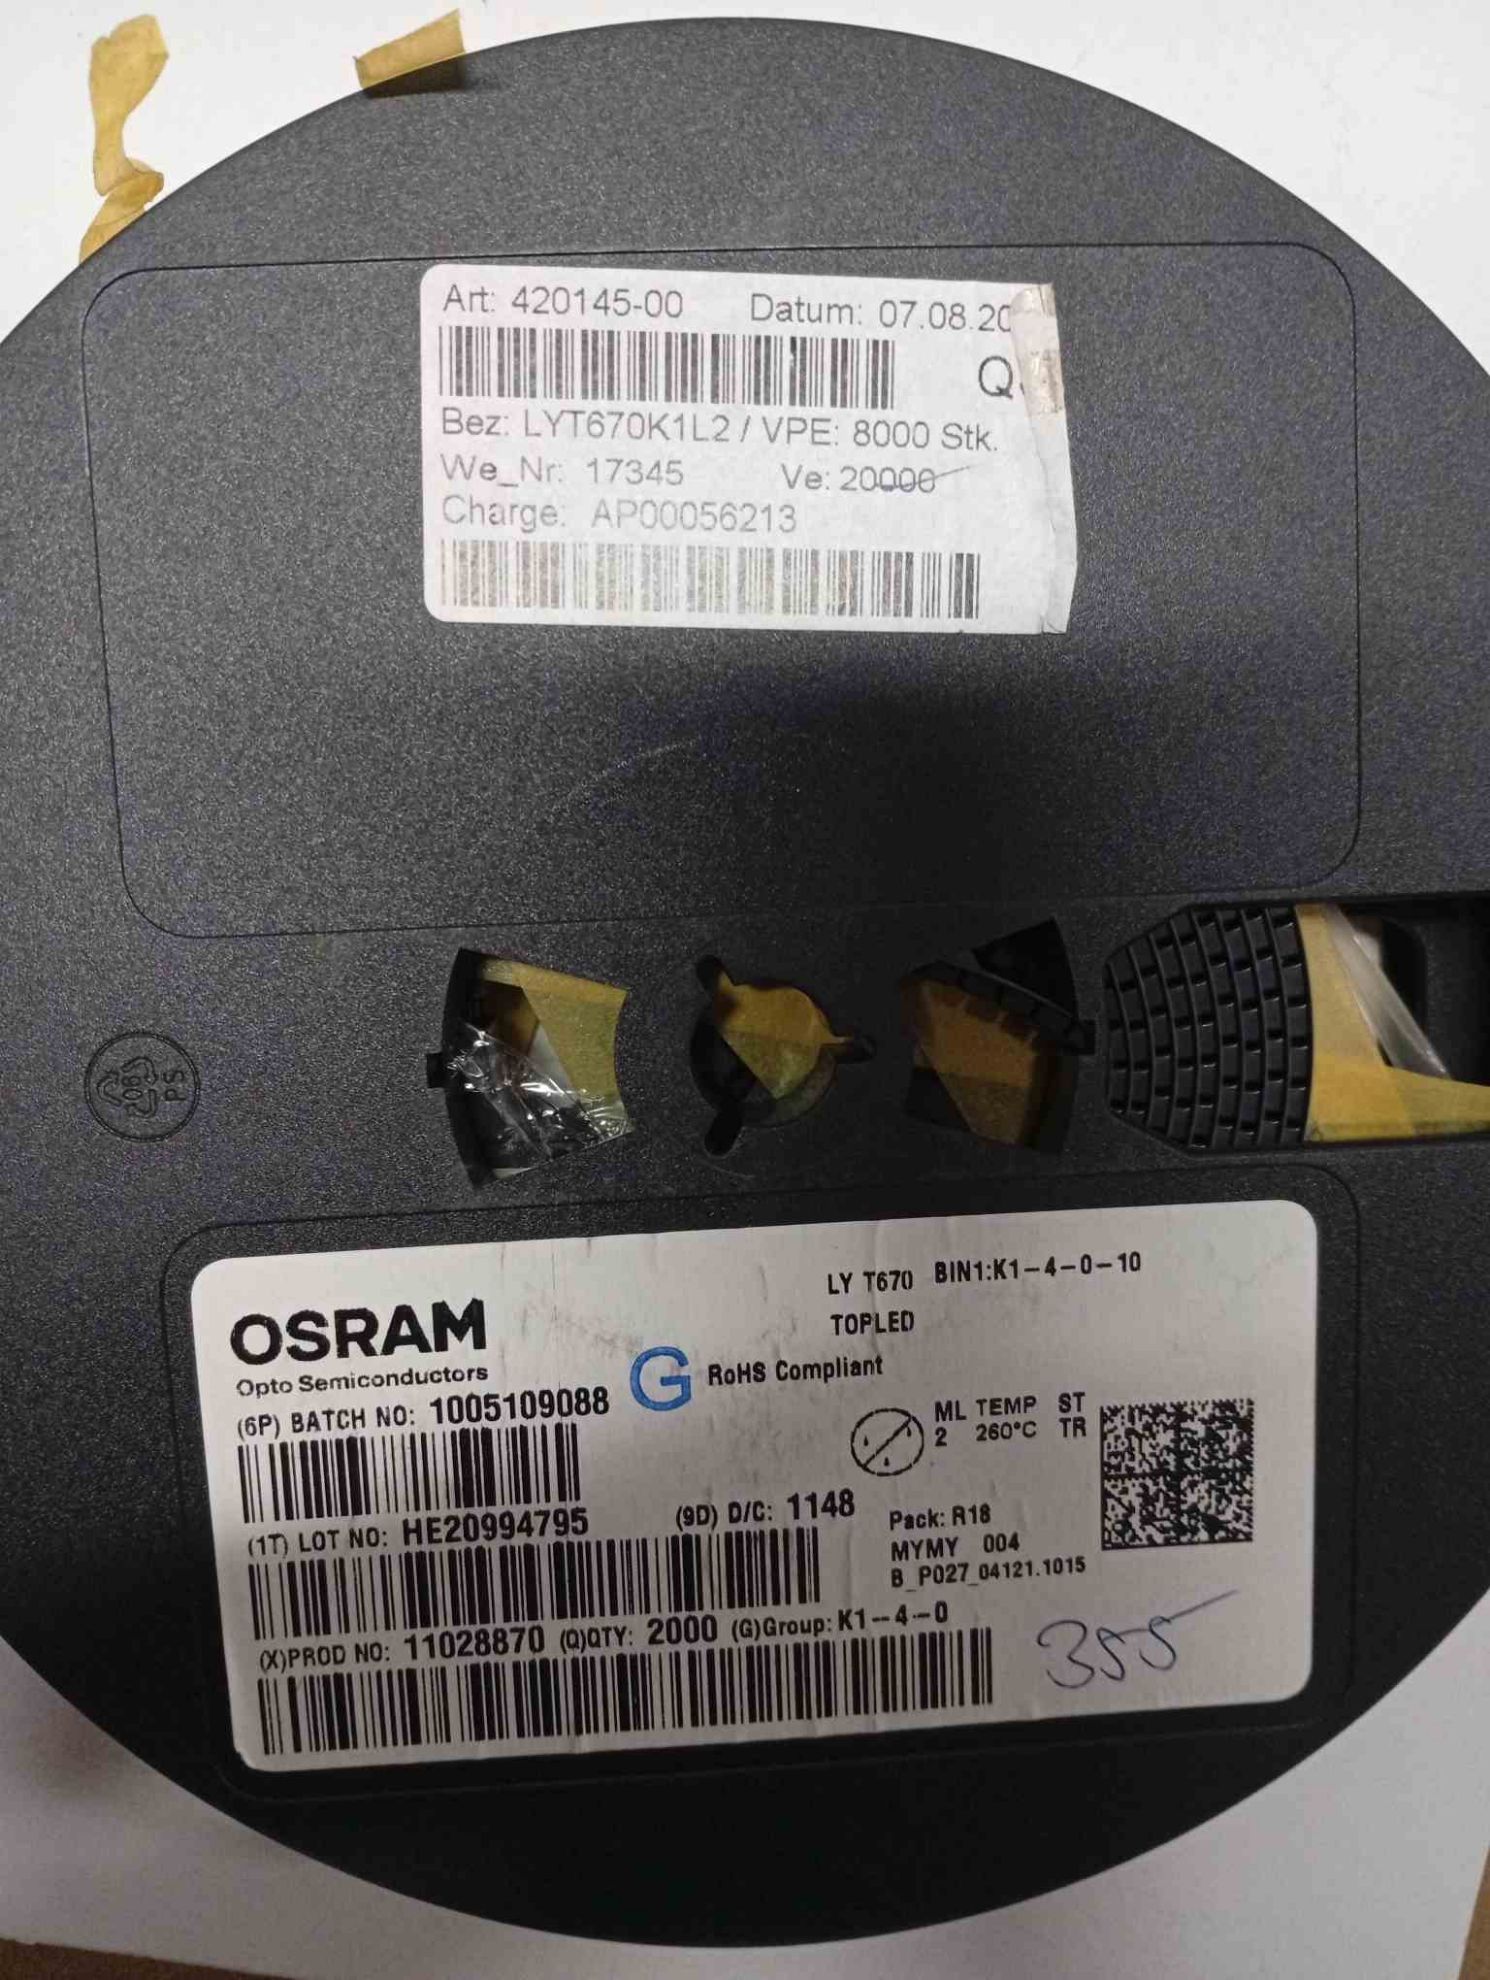 Art: 420145-00 Datum: 07.08.20
Q
Bez: LYT670K1L2 / VPE: 8000 Stk.
We_Nr: 17345 Ve: 20000
Charge: AP00056213
PS
LY T670 BIN1:K1-4-0-10
TOPLED
OSRAM
Opto Semiconductors
G RoHS Compliant
(6P) BATCH NO: 1005109088
ML TEMP ST
2 260°C TR
(1T) LOT NO: HE20994795 (9D) D/C: 1148
Pack: R18
MYMY 004
B_P027_04121.1015
(X)PROD NO: 11028870 (Q)QTY: 2000 (G)Group: K1-4-0
355